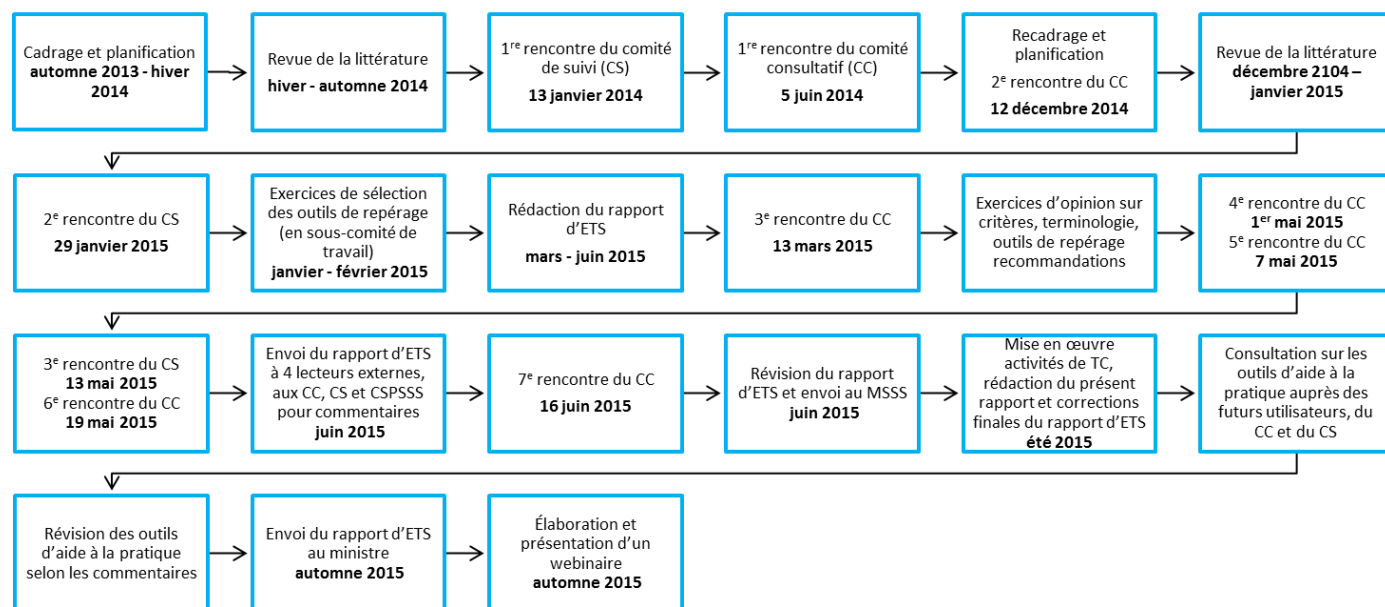 Cadrage et planification
automne 2013 - hiver
2014
Revue de la littérature
hiver - automne 2014
1re rencontre du comité
de suivi (CS)
13 janvier 2014
1re rencontre du comité
consultatif (CC)
5 juin 2014
Recadrage et
planification
2e rencontre du CC
12 décembre 2014
Revue de la littérature
décembre 2104 –
janvier 2015
2e rencontre du CS
29 janvier 2015
Exercices de sélection
des outils de repérage
(en sous-comité de
travail)
janvier - février 2015
Rédaction du rapport
d’ETS
mars - juin 2015
3e rencontre du CC
13 mars 2015
Exercices d’opinion sur
critères, terminologie,
outils de repérage
recommandations
4e rencontre du CC
1er mai 2015
5e rencontre du CC
7 mai 2015
3e rencontre du CS
13 mai 2015
6e rencontre du CC
19 mai 2015
Envoi du rapport d’ETS
à 4 lecteurs externes,
aux CC, CS et CSPSSS
pour commentaires
juin 2015
7e rencontre du CC
16 juin 2015
Révision du rapport
d’ETS et envoi au MSSS
juin 2015
Mise en œuvre
activités de TC,
rédaction du présent
rapport et corrections
finales du rapport d’ETS
été 2015
Consultation sur les
outils d’aide à la
pratique auprès des
futurs utilisateurs, du
CC et du CS
Révision des outils
d’aide à la pratique
selon les commentaires
Envoi du rapport d’ETS
au ministre
automne 2015
Élaboration et
présentation d’un
webinaire
automne 2015